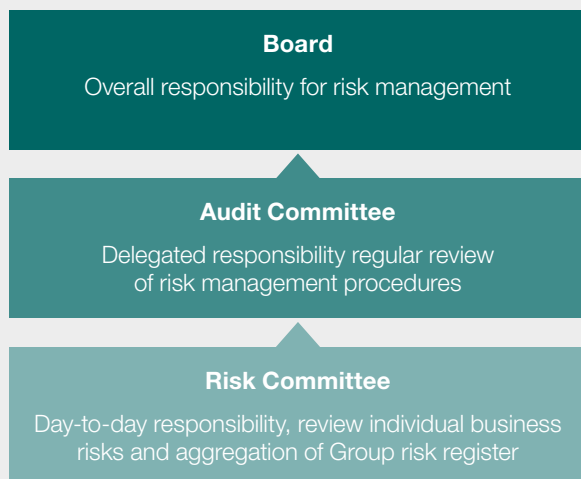 Board
Overall responsibility for risk management
Audit Committee
Delegated responsibility regular review
of risk management procedures
Risk Committee
Day-to-day responsibility, review individual business
risks and aggregation of Group risk register